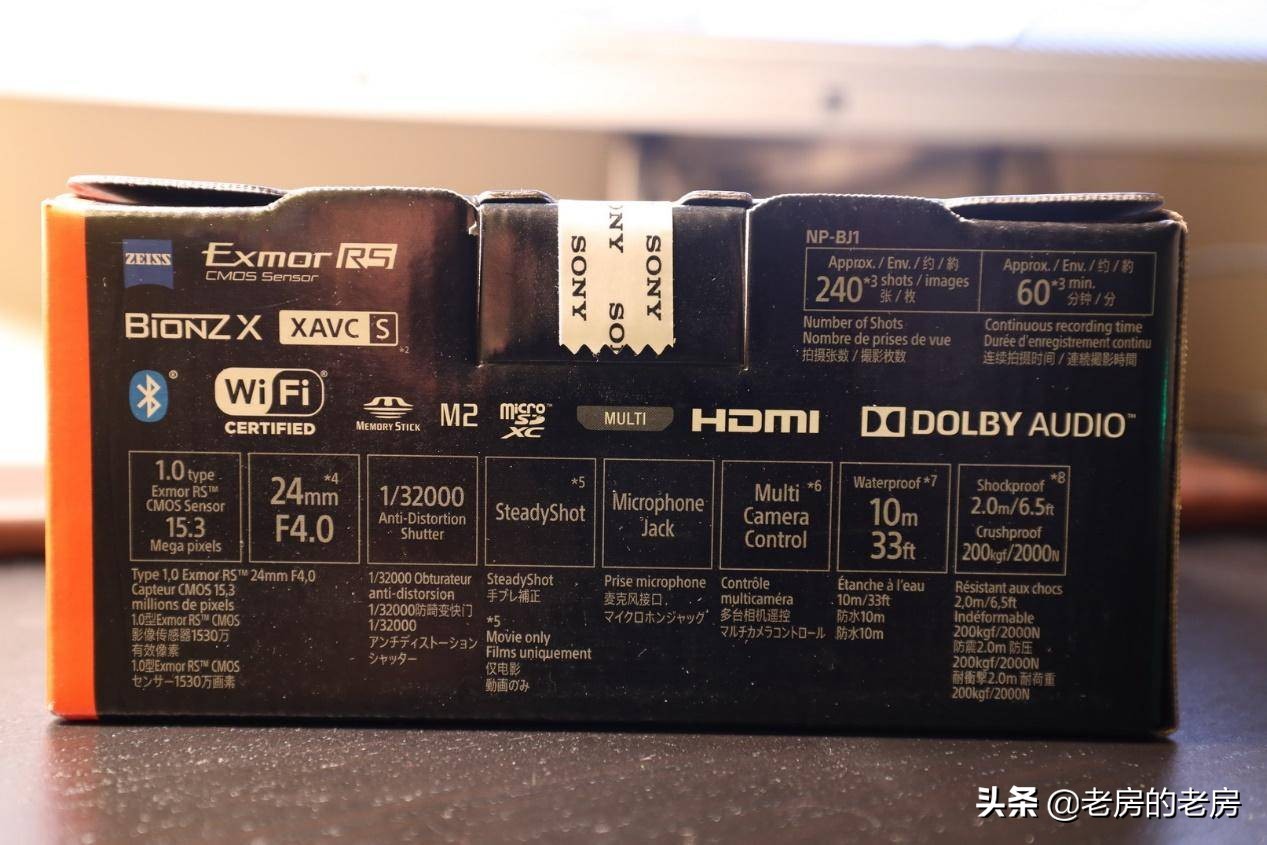 ZEISS
Exmor RS
CMOS Sensor
BIONZ X
XAVC S
*2
SONY
SONY
SONY
SO
NP-BJ1
Approx. / Env. / 约 / 約
240*3 shots / images
张 / 枚
Approx. / Env. / 约 / 約
60*3 min.
分钟 / 分
Number of Shots
Nombre de prises de vue
拍摄张数 / 撮影枚数
Continuous recording time
Durée d'enregistrement continu
连续拍摄时间 / 連続撮影時間
Wi Fi®
CERTIFIED
MEMORY STICK
M2
micro™
SD
XC
MULTI
HDMI
DOLBY AUDIO™
1.0 type
Exmor RS™
CMOS Sensor
15.3
Mega pixels
24mm*4
F4.0
1/32000
Anti-Distortion
Shutter
*5
SteadyShot
Microphone
Jack
Multi*6
Camera
Control
Waterproof*7
10m
33ft
Shockproof*8
2.0m/6.5ft
Crushproof
200kgf/2000N
Type 1,0 Exmor RS™
Capteur CMOS 15,3
millions de pixels
1.0型Exmor RS™ CMOS
影像传感器1530万
有效像素
1.0型Exmor RS™ CMOS
センサー1530万画素
24mm F4,0
1/32000 Obturateur
anti-distorsion
1/32000防畸变快门
1/32000
アンチディストーション
シャッター
SteadyShot
手ブレ補正
*5
Movie only
Films uniquement
仅电影
動画のみ
Prise microphone
麦克风接口
マイクロホンジャック
Contrôle
multicaméra
多台相机遥控
マルチカメラコントロール
Étanche à l'eau
10m/33ft
防水10m
防水10m
Résistant aux chocs
2,0m/6,5ft
Indéformable
200kgf/2000N
防震2.0m 防压
200kgf/2000N
耐衝撃2.0m 耐荷重
200kgf/2000N
头条 @老房的老房